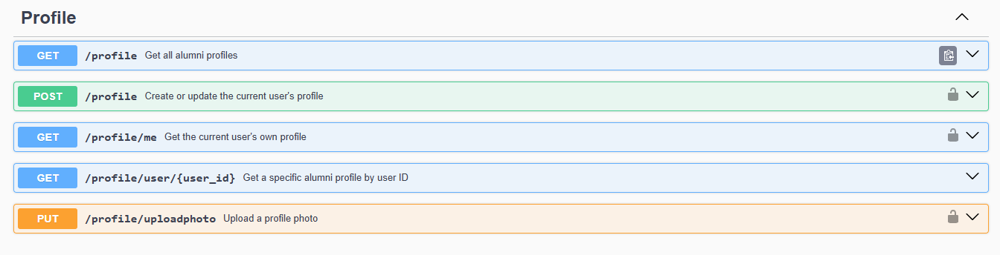 Profile
GET /profile Get all alumni profiles
POST /profile Create or update the current user's profile
GET /profile/me Get the current user's own profile
GET /profile/user/{user_id} Get a specific alumni profile by user ID
PUT /profile/uploadphoto Upload a profile photo